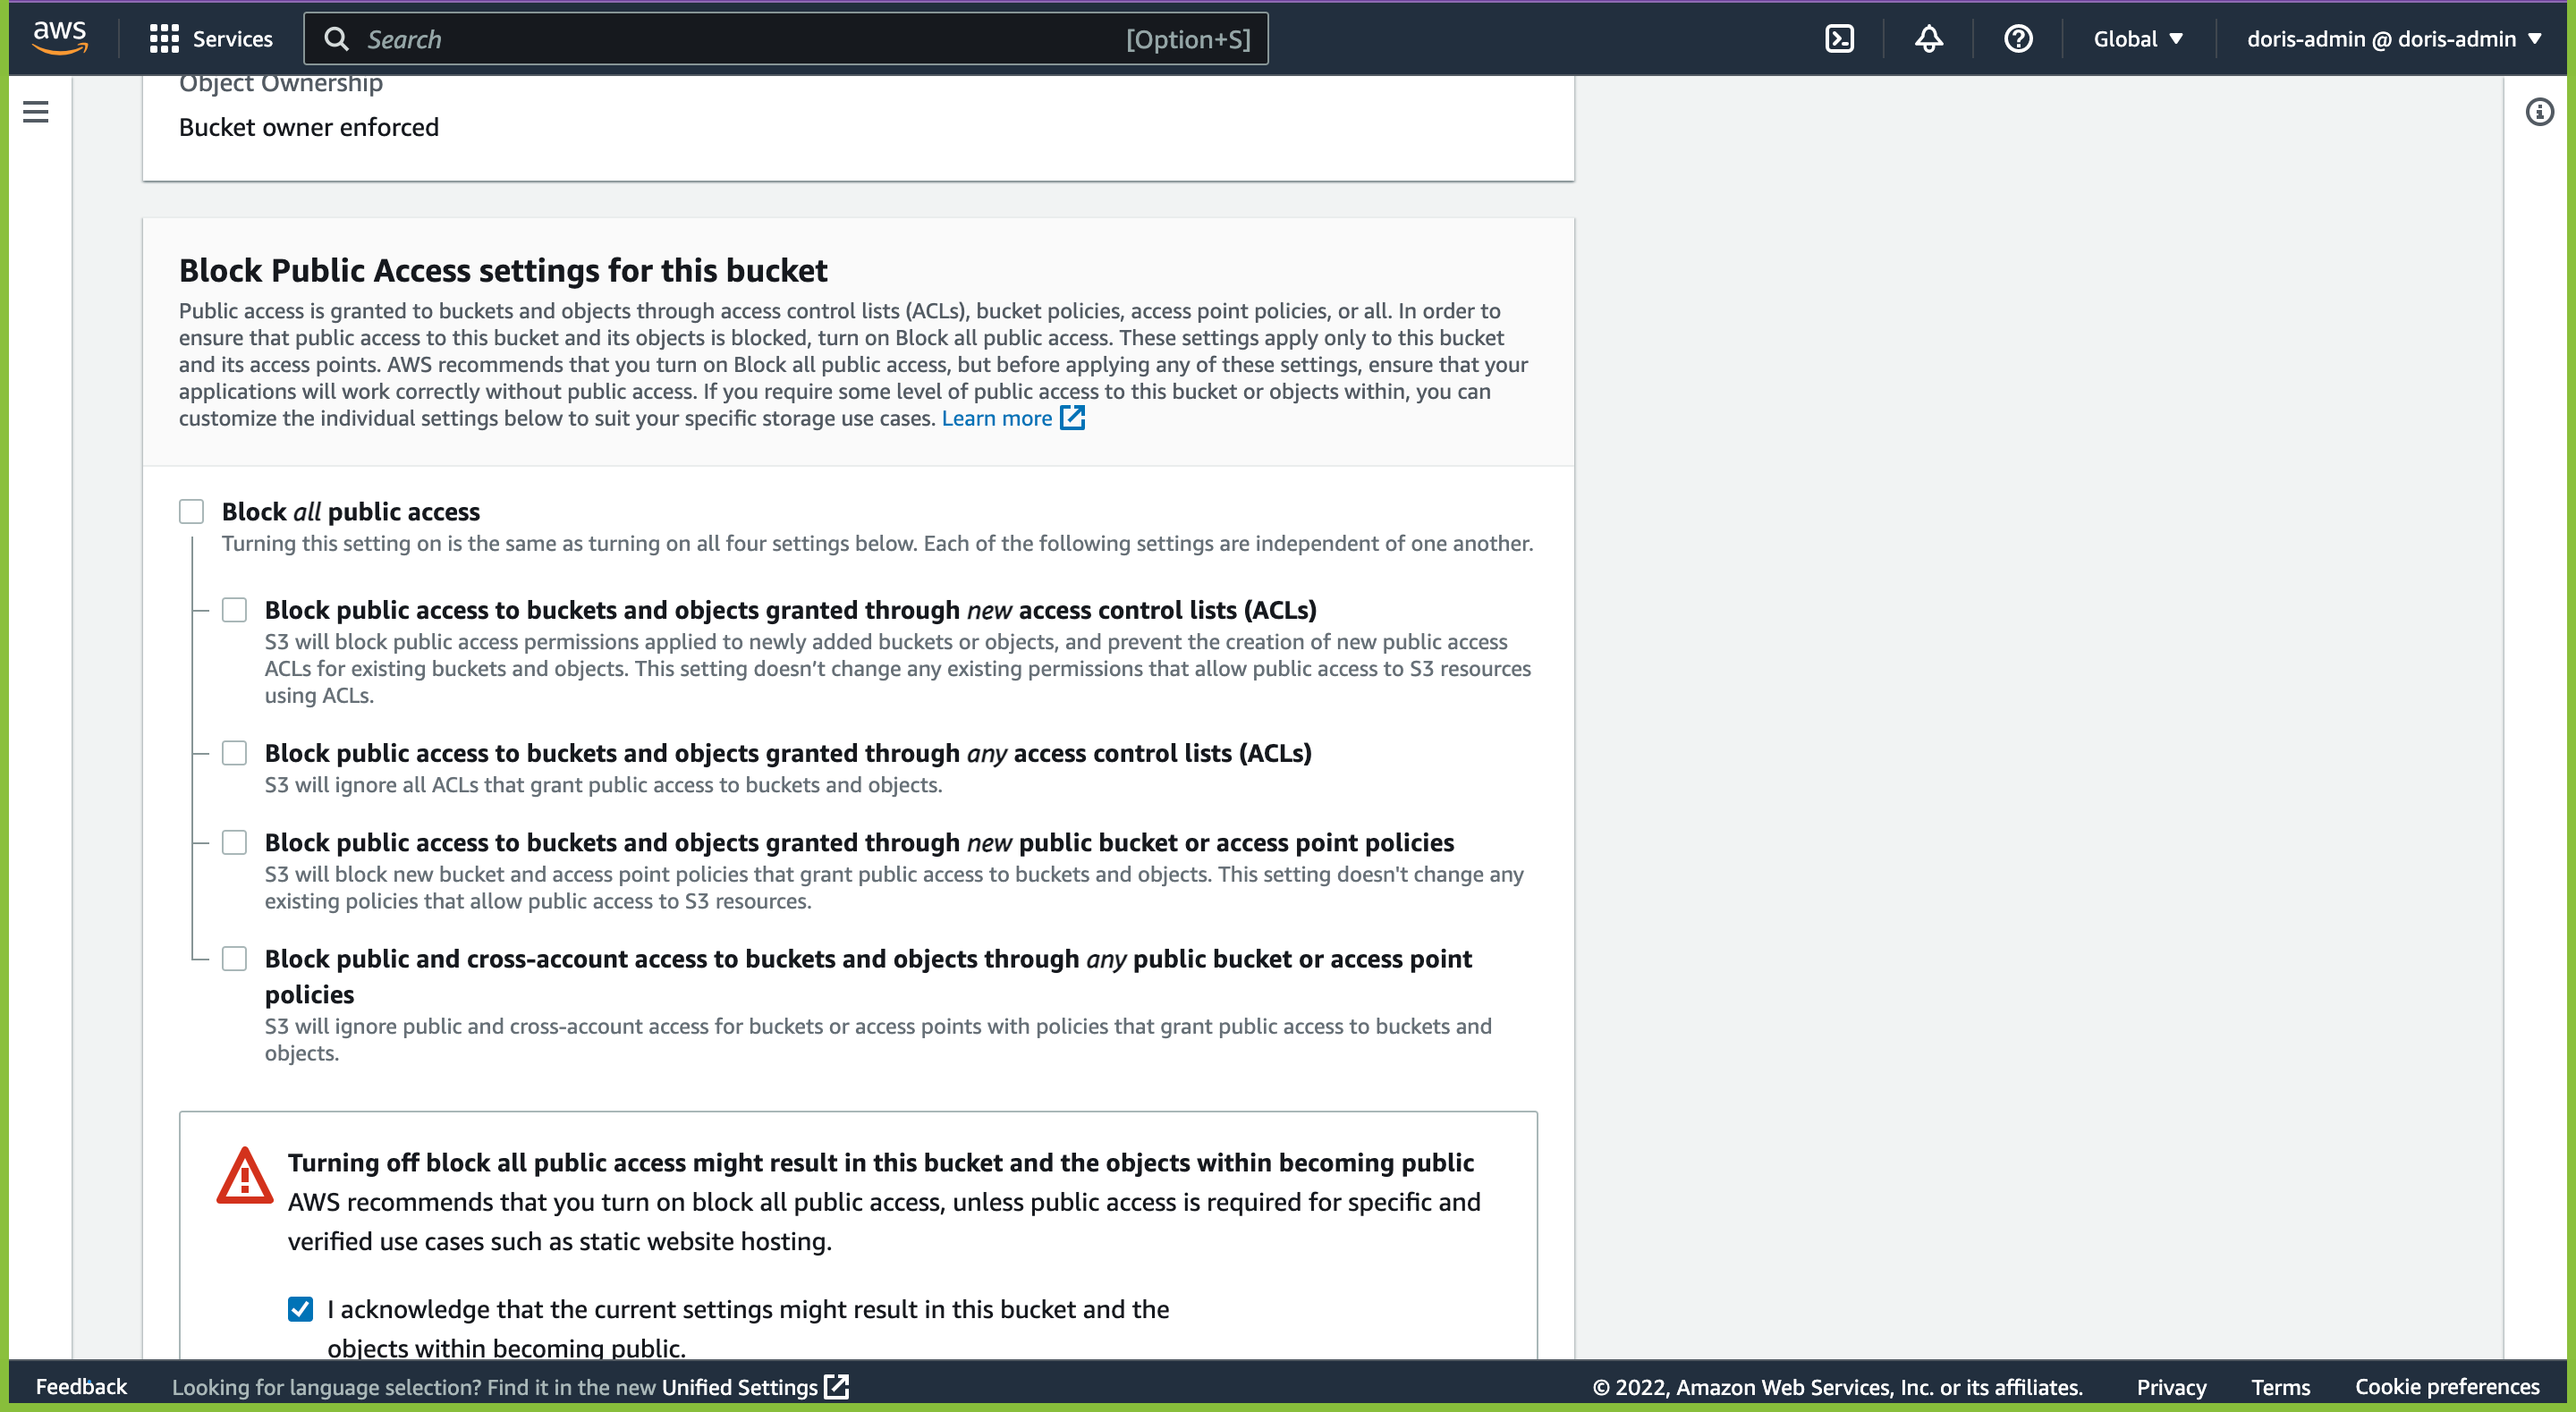 aws
Services
Search
[Option+S]
Global
doris-admin @ doris-admin
Object Ownership
Bucket owner enforced
Block Public Access settings for this bucket
Public access is granted to buckets and objects through access control lists (ACLs), bucket policies, access point policies, or all. In order to
ensure that public access to this bucket and its objects is blocked, turn on Block all public access. These settings apply only to this bucket
and its access points. AWS recommends that you turn on Block all public access, but before applying any of these settings, ensure that your
applications will work correctly without public access. If you require some level of public access to this bucket or objects within, you can
customize the individual settings below to suit your specific storage use cases. Learn more
Block all public access
Turning this setting on is the same as turning on all four settings below. Each of the following settings are independent of one another.
Block public access to buckets and objects granted through new access control lists (ACLs)
S3 will block public access permissions applied to newly added buckets or objects, and prevent the creation of new public access
ACLs for existing buckets and objects. This setting doesn’t change any existing permissions that allow public access to S3 resources
using ACLs.
Block public access to buckets and objects granted through any access control lists (ACLs)
S3 will ignore all ACLs that grant public access to buckets and objects.
Block public access to buckets and objects granted through new public bucket or access point policies
S3 will block new bucket and access point policies that grant public access to buckets and objects. This setting doesn't change any
existing policies that allow public access to S3 resources.
Block public and cross-account access to buckets and objects through any public bucket or access point
policies
S3 will ignore public and cross-account access for buckets or access points with policies that grant public access to buckets and
objects.
Turning off block all public access might result in this bucket and the objects within becoming public
AWS recommends that you turn on block all public access, unless public access is required for specific and
verified use cases such as static website hosting.
I acknowledge that the current settings might result in this bucket and the
objects within becoming public.
Feedback
Looking for language selection? Find it in the new Unified Settings
© 2022, Amazon Web Services, Inc. or its affiliates.
Privacy
Terms
Cookie preferences